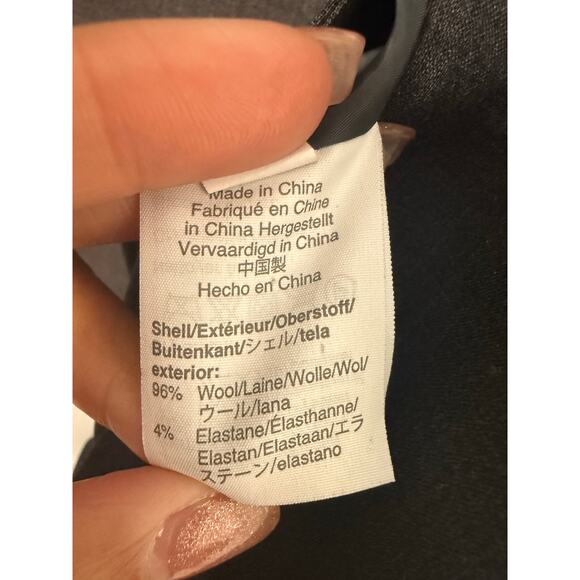 Made in China
Fabriqué en Chine
in China Hergestellt
Vervaardigd in China
中国製
Hecho en China
Shell/Extérieur/Oberstoff/
Buitenkant/シェル/tela
exterior:
96% Wool/Laine/Wolle/Wol/
ウール/lana
4% Elastane/Élasthanne/
Elastan/Elastaan/エラ
ステーン/elastano